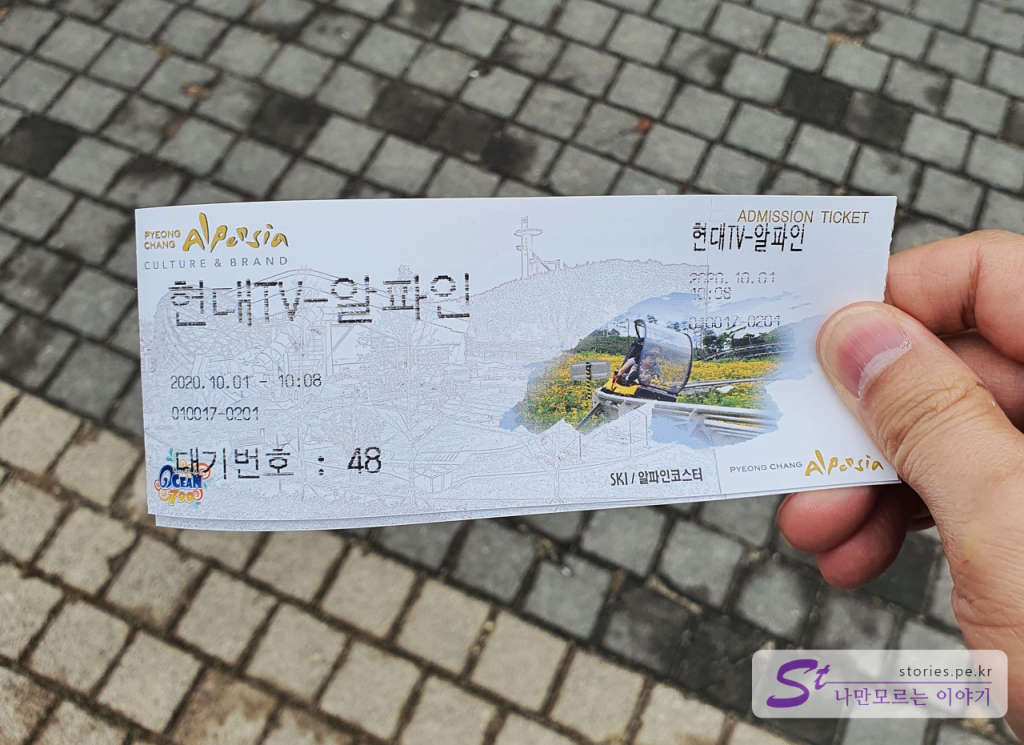 PYEONG
CHANG
Alpensia
CULTURE & BRAND
현대TV-알파인
2020.10.01 - 10:08
010017-0201
대기번호 : 48
OCEAN
700
SKI / 알파인코스터
ADMISSION TICKET
현대TV-알파인
2020.10.01
10:08
010017-0201
PYEONG CHANG Alpensia
St
stories.pe.kr
나만모르는 이야기